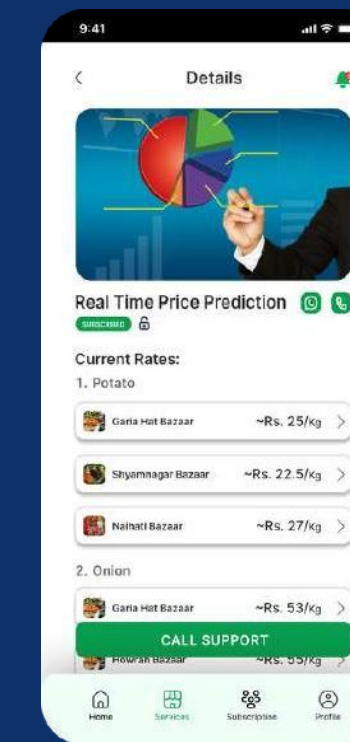 9:41
Details
Real Time Price Prediction
SUBSCRIBED
Current Rates:
1. Potato
Garia Hat Bazaar ~Rs. 25/Kg
Shyamnagar Bazaar ~Rs. 22.5/Kg
Naihati Bazaar ~Rs. 27/Kg
2. Onion
Garia Hat Bazaar ~Rs. 53/Kg
CALL SUPPORT
Howrah Bazaar ~Rs. 55/Kg
Home
Services
Subscription
Profile